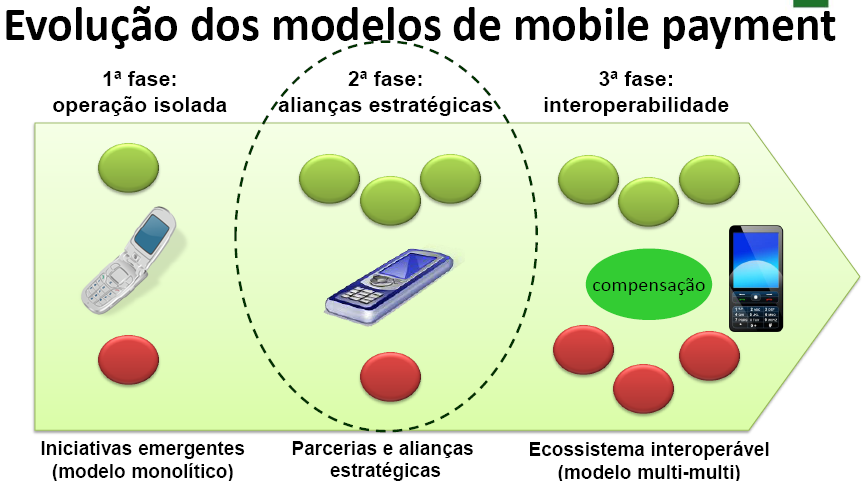 Evolução dos modelos de mobile payment
1ª fase:
operação isolada
2ª fase:
alianças estratégicas
3ª fase:
interoperabilidade
compensação
Iniciativas emergentes
(modelo monolítico)
Parcerias e alianças
estratégicas
Ecossistema interoperável
(modelo multi-multi)